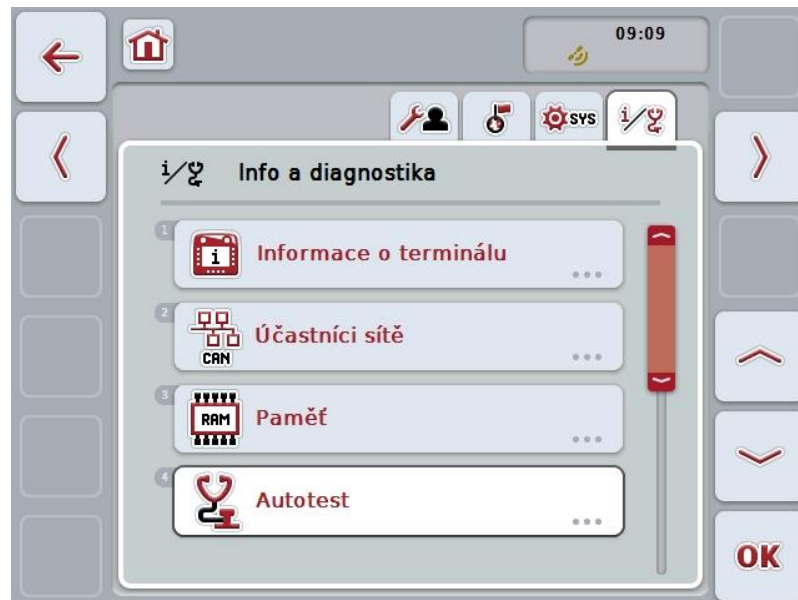 09:09
SYS
i
Info a diagnostika
1
i
Informace o terminálu
2
CAN
Účastníci sítě
3
RAM
Paměť
4
Autotest
OK